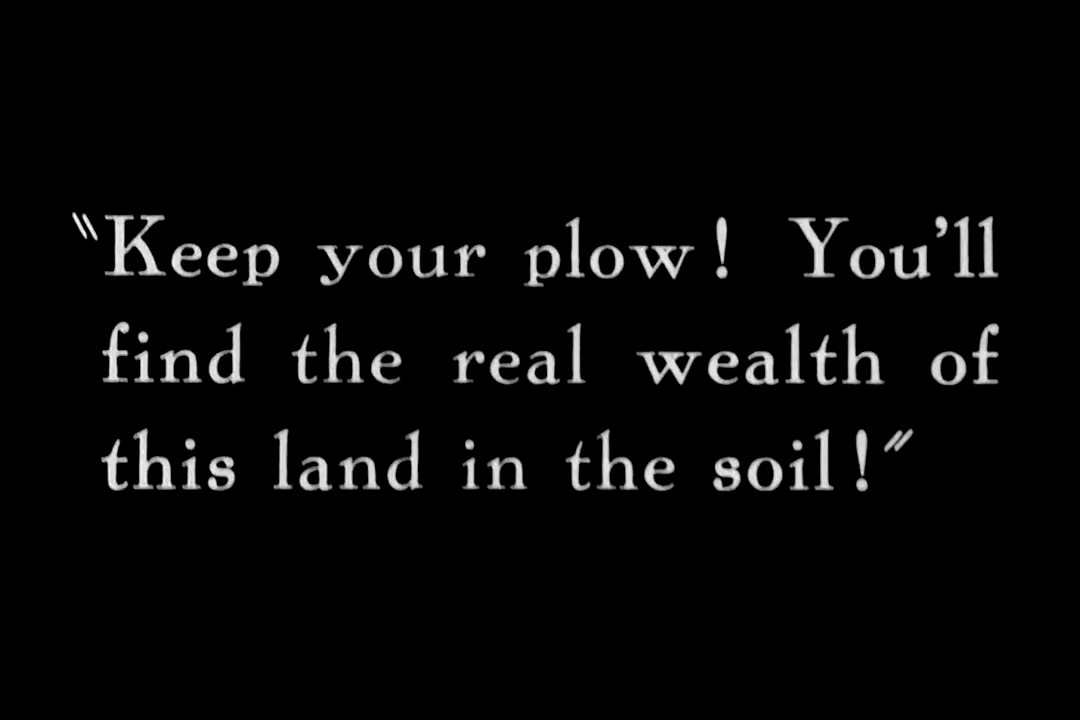 "Keep your plow! You'll
find the real wealth of
this land in the soil!"